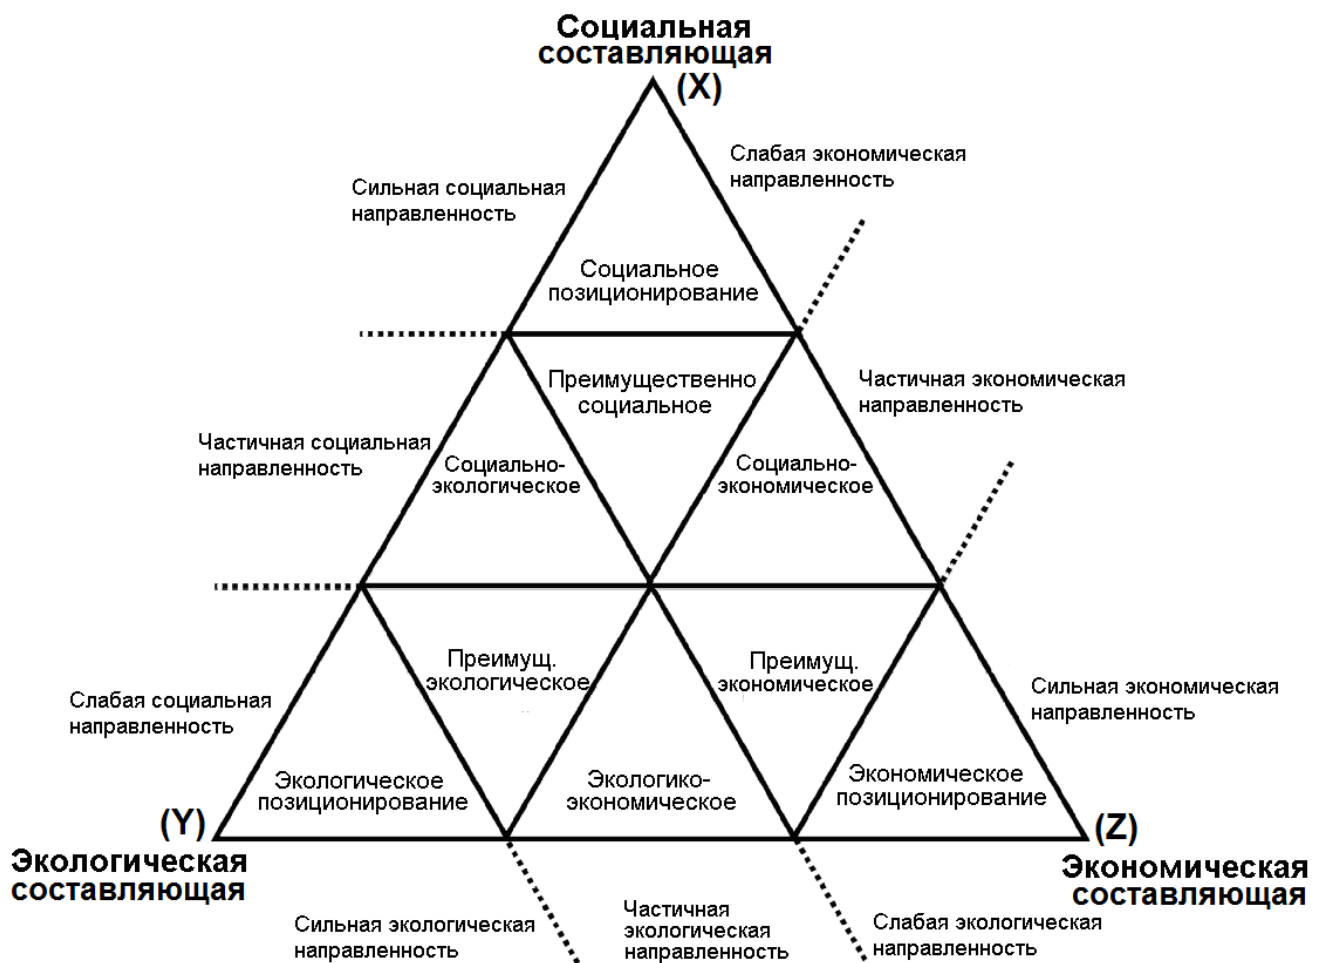 Социальная
составляющая
(X)
Слабая экономическая
направленность
Сильная социальная
направленность
Социальное
позиционирование
Преимущественно
социальное
Частичная экономическая
направленность
Частичная социальная
направленность
Социально-
экологическое
Социально-
экономическое
Преимущ.
экологическое
Преимущ.
экономическое
Слабая социальная
направленность
Сильная экономическая
направленность
Экологическое
позиционирование
Экологико-
экономическое
Экономическое
позиционирование
(Y)
(Z)
Экологическая
составляющая
Экономическая
составляющая
Сильная экологическая
направленность
Частичная
экологическая
направленность
Слабая экологическая
направленность